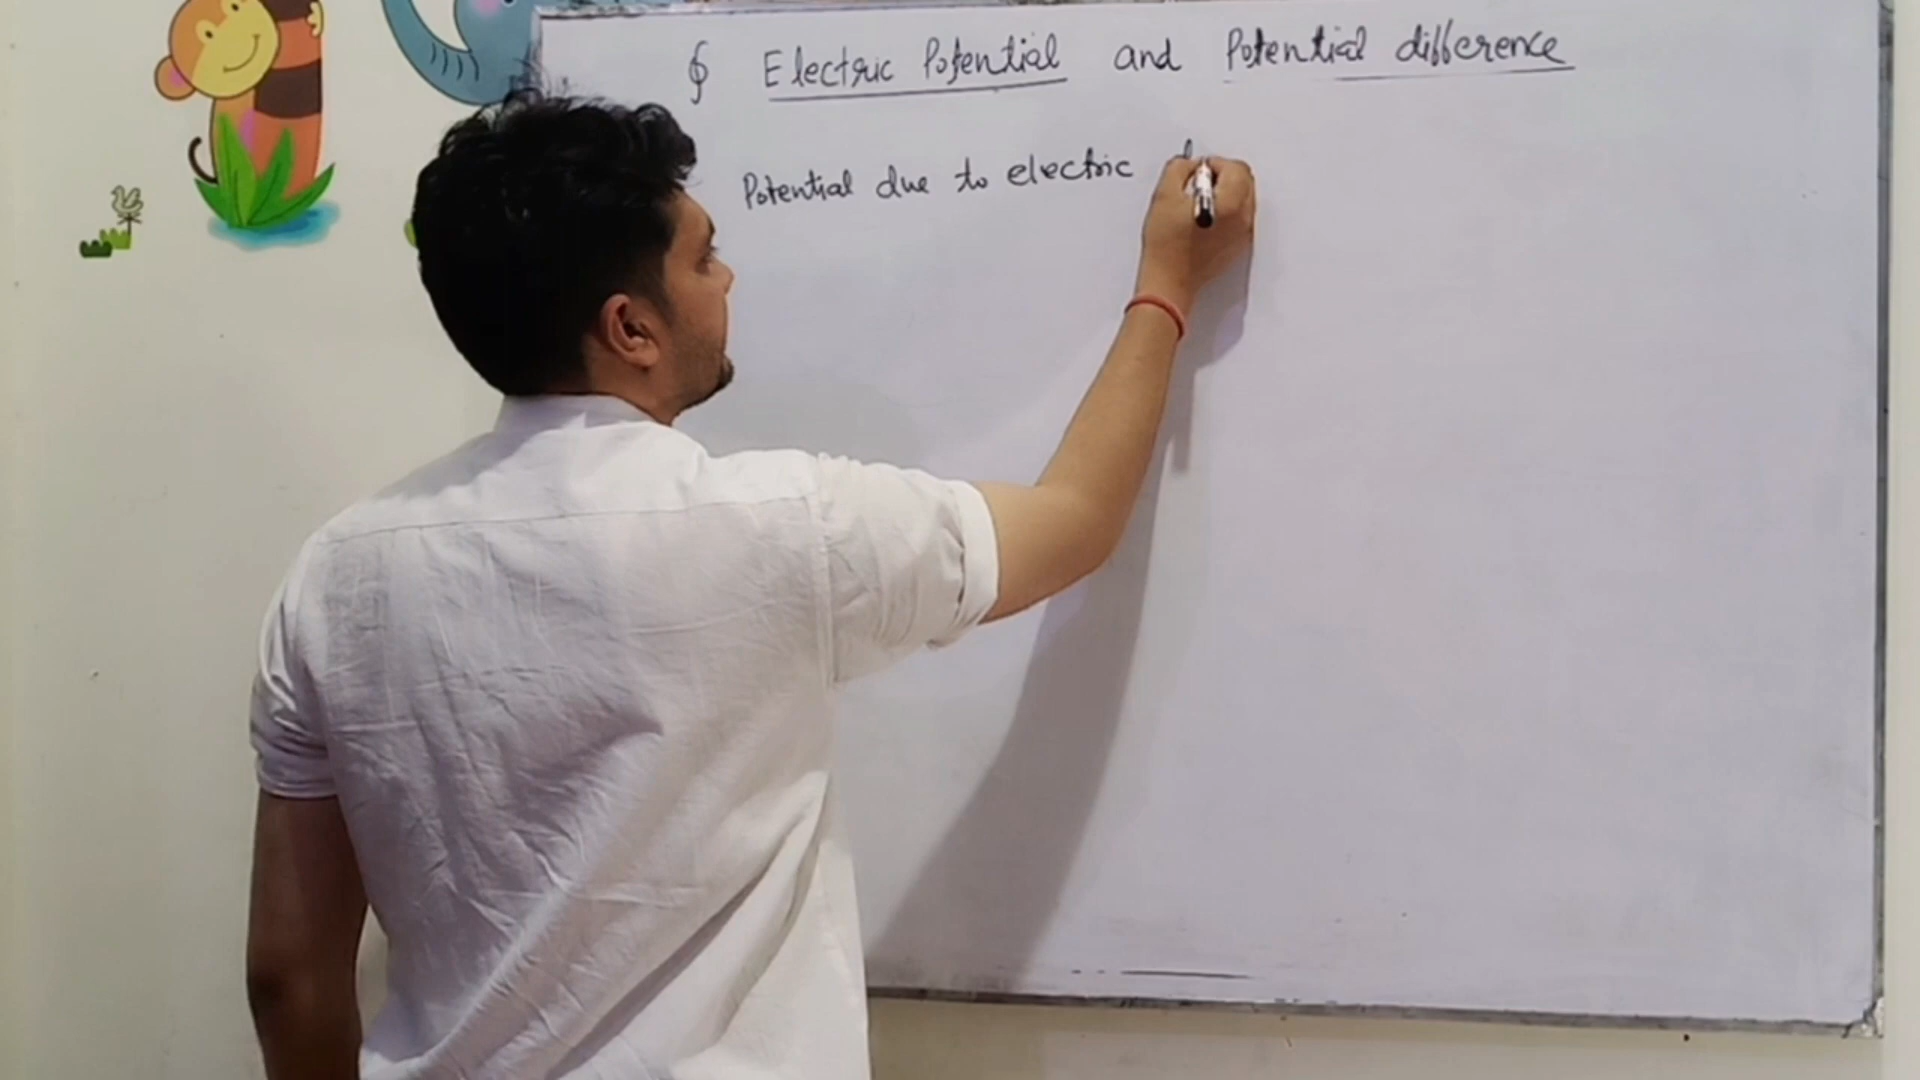 ∮ Electric Potential and Potential difference
Potential due to electric